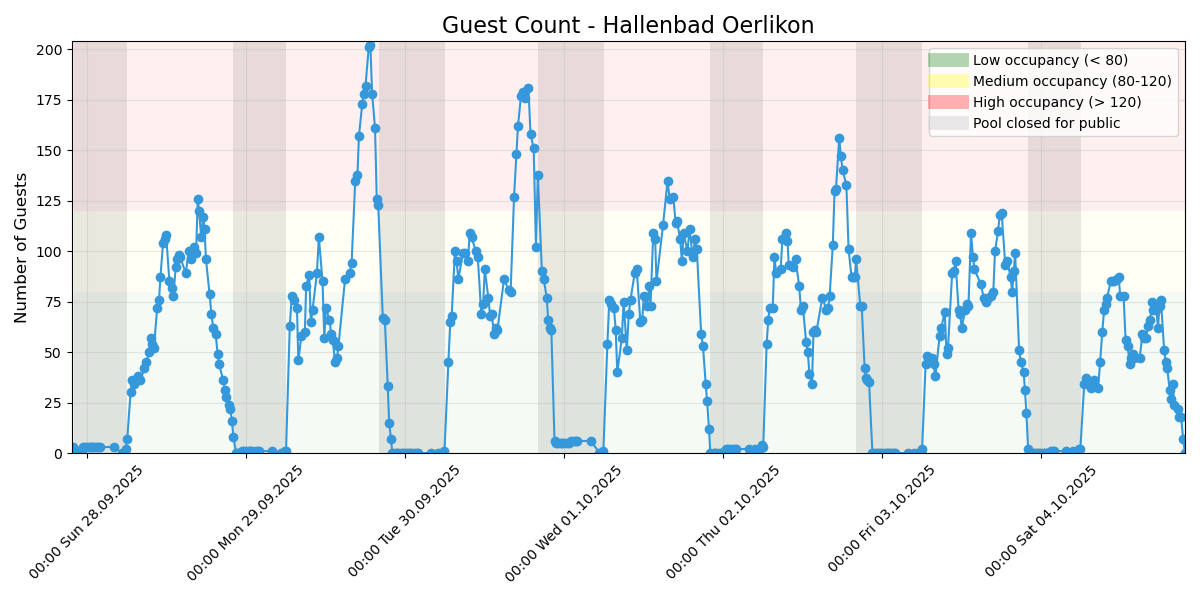 Guest Count - Hallenbad Oerlikon
Number of Guests
200
175
150
125
100
75
50
25
0
Low occupancy (< 80)
Medium occupancy (80-120)
High occupancy (> 120)
Pool closed for public
00:00 Sun 28.09.2025
00:00 Mon 29.09.2025
00:00 Tue 30.09.2025
00:00 Wed 01.10.2025
00:00 Thu 02.10.2025
00:00 Fri 03.10.2025
00:00 Sat 04.10.2025